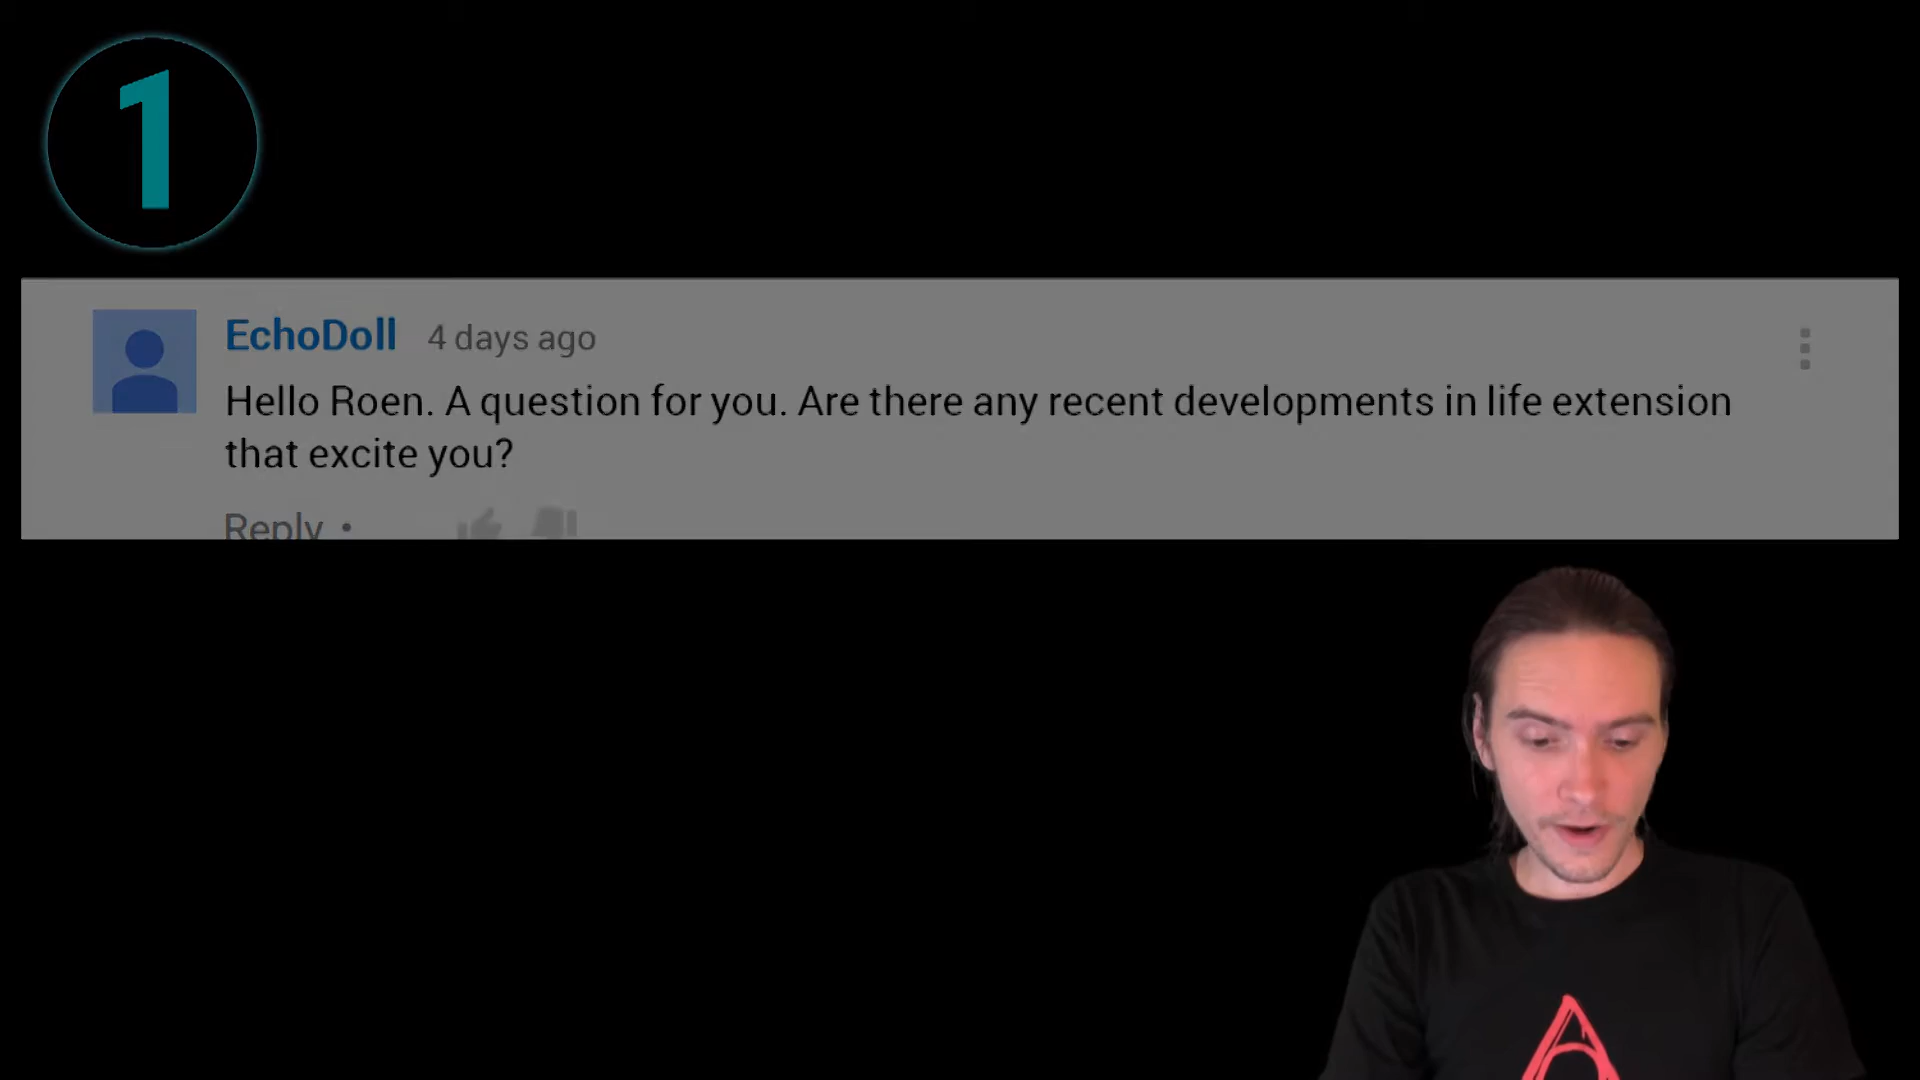 1
EchoDoll 4 days ago
Hello Roen. A question for you. Are there any recent developments in life extension
that excite you?
Reply •